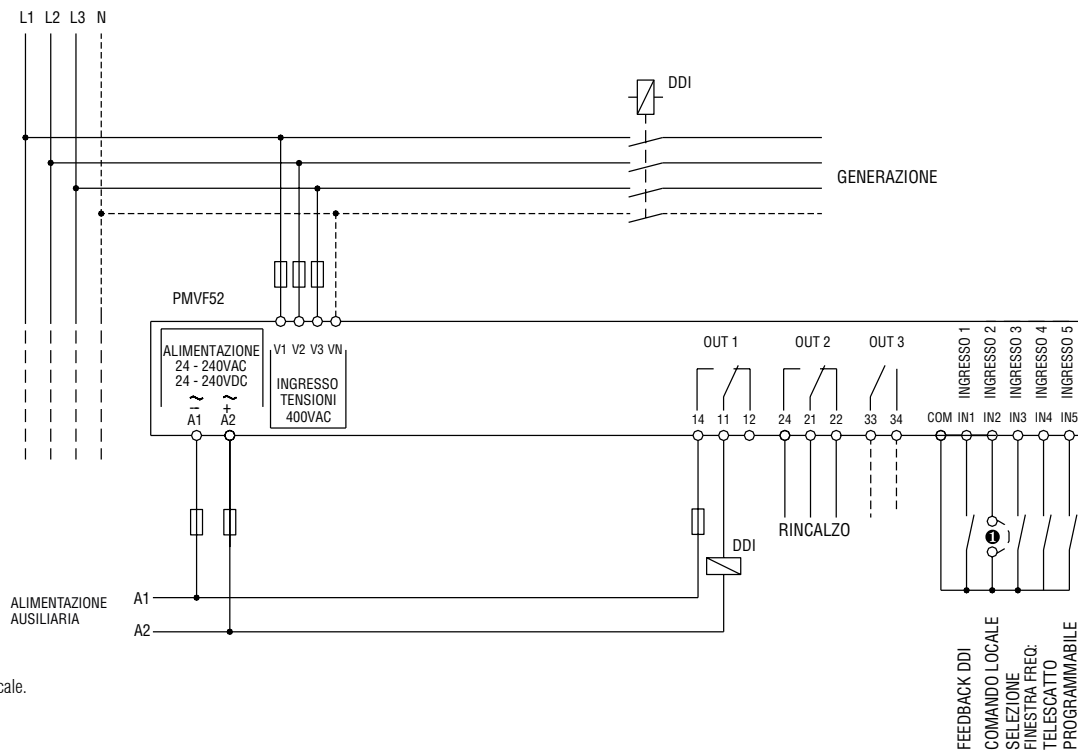 L1 L2 L3 N
DDI
GENERAZIONE
PMVF52
ALIMENTAZIONE
24 - 240VAC
24 - 240VDC
~ ~
– +
A1 A2
V1 V2 V3 VN
INGRESSO
TENSIONI
400VAC
OUT 1
OUT 2
OUT 3
INGRESSO 1
INGRESSO 2
INGRESSO 3
INGRESSO 4
INGRESSO 5
14 11 12 24 21 22 33 34 COM IN1 IN2 IN3 IN4 IN5
RINCALZO
1
DDI
ALIMENTAZIONE
AUSILIARIA
A1
A2
FEEDBACK DDI
COMANDO LOCALE
SELEZIONE
FINESTRA FREQ.
TELESCATTO
PROGRAMMABILE
cale.